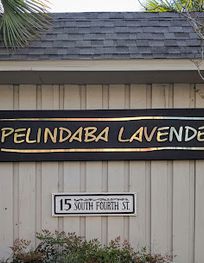 PELINDABA LAVENDE
15 SOUTH FOURTH ST.